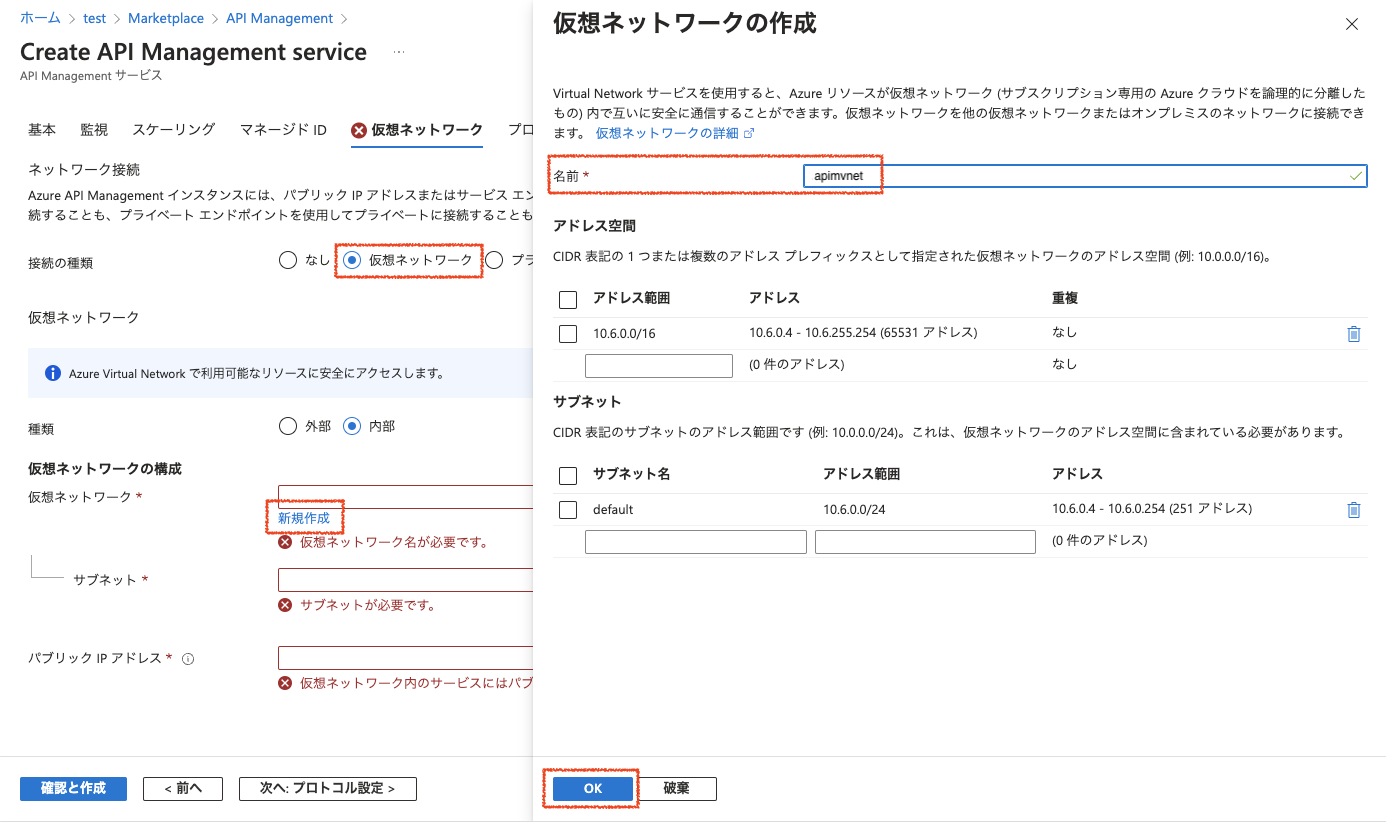 ホーム > test > Marketplace > API Management >
Create API Management service ...
API Management サービス
基本 監視 スケーリング マネージド ID 仮想ネットワーク プロ
ネットワーク接続
Azure API Management インスタンスには、パブリック IP アドレスまたはサービス エン
続することも、プライベート エンドポイントを使用してプライベートに接続することも
接続の種類
なし 仮想ネットワーク プラ
仮想ネットワーク
Azure Virtual Network で利用可能なリソースに安全にアクセスします。
種類
外部 内部
仮想ネットワークの構成
仮想ネットワーク *
新規作成
仮想ネットワーク名が必要です。
サブネット *
サブネットが必要です。
パブリック IP アドレス *
仮想ネットワーク内のサービスにはパブ
確認と作成 < 前へ 次へ: プロトコル設定 >
仮想ネットワークの作成
Virtual Network サービスを使用すると、Azure リソースが仮想ネットワーク (サブスクリプション専用の Azure クラウドを論理的に分離した
もの) 内で互いに安全に通信することができます。仮想ネットワークを他の仮想ネットワークまたはオンプレミスのネットワークに接続でき
ます。 仮想ネットワークの詳細
名前 * apimvnet
アドレス空間
CIDR 表記の 1 つまたは複数のアドレス プレフィックスとして指定された仮想ネットワークのアドレス空間 (例: 10.0.0.0/16)。
アドレス範囲 アドレス 重複
10.6.0.0/16 10.6.0.4 - 10.6.255.254 (65531 アドレス) なし
(0 件のアドレス) なし
サブネット
CIDR 表記のサブネットのアドレス範囲です (例: 10.0.0.0/24)。これは、仮想ネットワークのアドレス空間に含まれている必要があります。
サブネット名 アドレス範囲 アドレス
default 10.6.0.0/24 10.6.0.4 - 10.6.0.254 (251 アドレス)
(0 件のアドレス)
OK 破棄